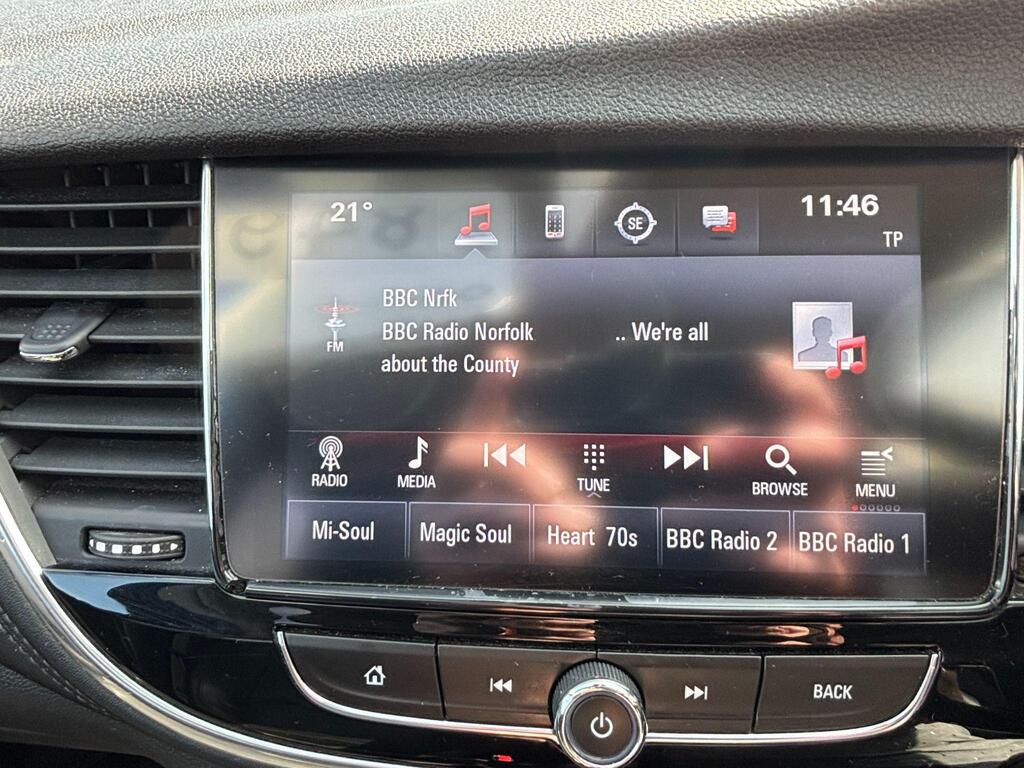 21°
SE
11:46
TP
FM
BBC Nrfk
BBC Radio Norfolk .. We're all
about the County
RADIO
MEDIA
TUNE
BROWSE
MENU
Mi-Soul
Magic Soul
Heart 70s
BBC Radio 2
BBC Radio 1
BACK